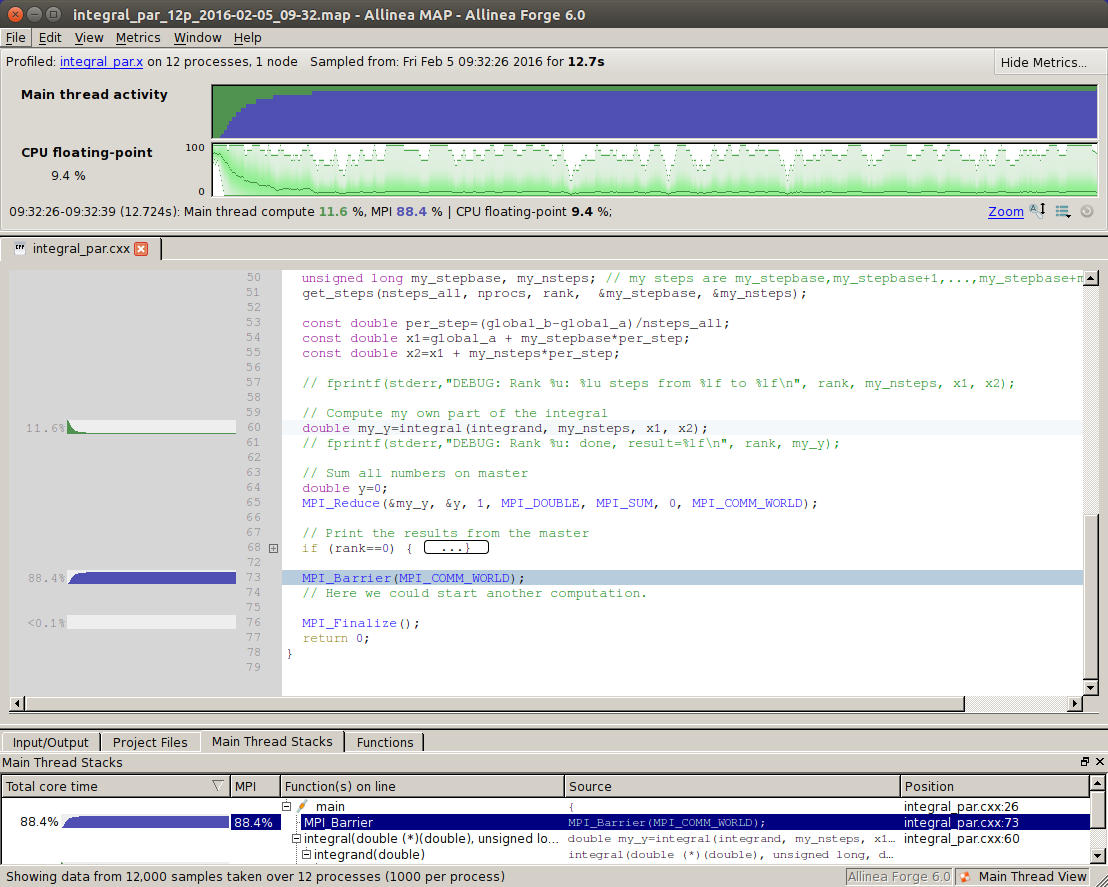 integral_par_12p_2016-02-05_09-32.map - Allinea MAP - Allinea Forge 6.0
File Edit View Metrics Window Help
Profiled: integral_par.x on 12 processes, 1 node Sampled from: Fri Feb 5 09:32:26 2016 for 12.7s
Hide Metrics...
Main thread activity
CPU floating-point
9.4 %
100
0
09:32:26-09:32:39 (12.724s): Main thread compute 11.6 %, MPI 88.4 % | CPU floating-point 9.4 %;
Zoom
integral_par.cxx
50 unsigned long my_stepbase, my_nsteps; // my steps are my_stepbase,my_stepbase+1,...,my_stepbase+m
51 get_steps(nsteps_all, nprocs, rank,  &my_stepbase, &my_nsteps);
52
53 const double per_step=(global_b-global_a)/nsteps_all;
54 const double x1=global_a + my_stepbase*per_step;
55 const double x2=x1 + my_nsteps*per_step;
56
57 // fprintf(stderr,"DEBUG: Rank %u: %lu steps from %lf to %lf\n", rank, my_nsteps, x1, x2);
58
59 // Compute my own part of the integral
11.6% 60 double my_y=integral(integrand, my_nsteps, x1, x2);
61 // fprintf(stderr,"DEBUG: Rank %u: done, result=%lf\n", rank, my_y);
62
63 // Sum all numbers on master
64 double y=0;
65 MPI_Reduce(&my_y, &y, 1, MPI_DOUBLE, MPI_SUM, 0, MPI_COMM_WORLD);
66
67 // Print the results from the master
68 if (rank==0) { ...}
72
88.4% 73 MPI_Barrier(MPI_COMM_WORLD);
74 // Here we could start another computation.
75
<0.1% 76 MPI_Finalize();
77 return 0;
78 }
79
Input/Output Project Files Main Thread Stacks Functions
Main Thread Stacks
Total core time MPI Function(s) on line Source Position
main { integral_par.cxx:26
88.4% 88.4% MPI_Barrier MPI_Barrier(MPI_COMM_WORLD); integral_par.cxx:73
integral(double (*)(double), unsigned lo... double my_y=integral(integrand, my_nsteps, x1... integral_par.cxx:60
integrand(double) integral(double (*)(double), unsigned long, d...
Showing data from 12,000 samples taken over 12 processes (1000 per process)
Allinea Forge 6.0
Main Thread View